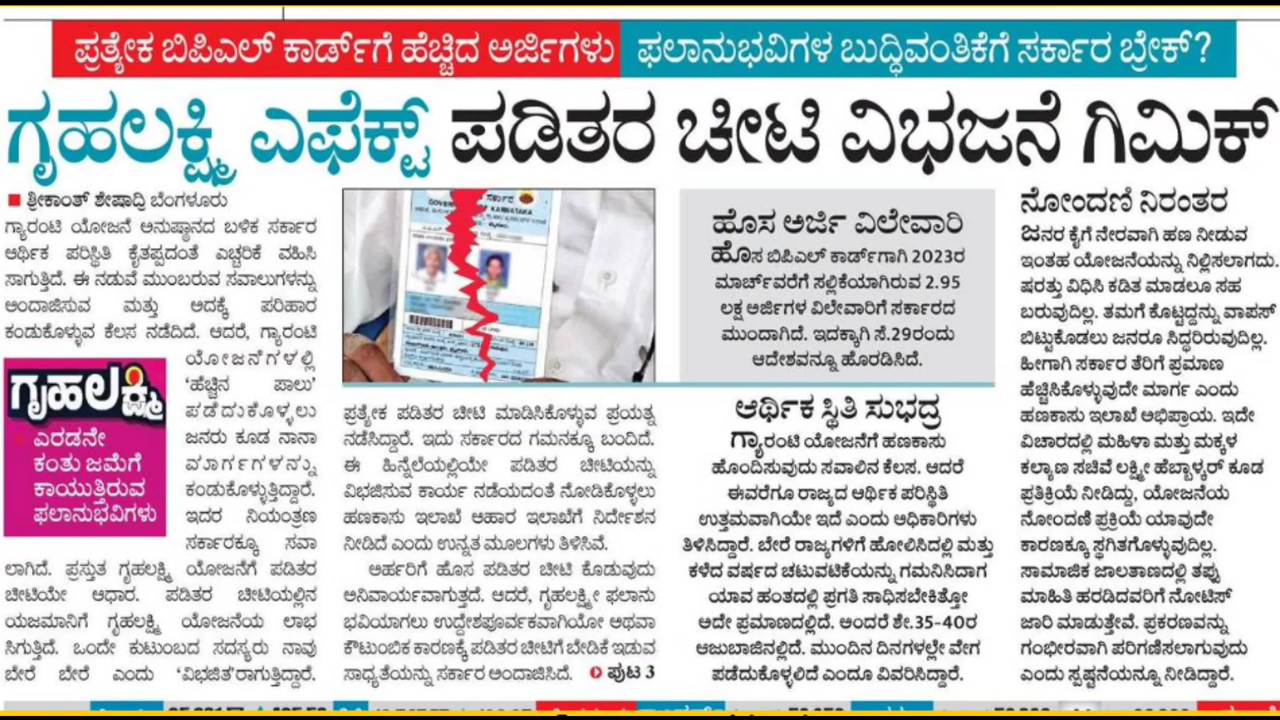 ಪ್ರತ್ಯೇಕ ಬಿಪಿಎಲ್ ಕಾರ್ಡ್‌ಗೆ ಹೆಚ್ಚಿದ ಅರ್ಜಿಗಳು
ಫಲಾನುಭವಿಗಳ ಬುದ್ಧಿವಂತಿಕೆಗೆ ಸರ್ಕಾರ ಬ್ರೇಕ್?
ಗೃಹಲಕ್ಷ್ಮಿ ಎಫೆಕ್ಟ್ ಪಡಿತರ ಚೀಟಿ ವಿಭಜನೆ ಗಿಮಿಕ್
ಶ್ರೀಕಾಂತ್ ಶೇಷಾದ್ರಿ ಬೆಂಗಳೂರು
ಗ್ಯಾರಂಟಿ ಯೋಜನೆ ಅನುಷ್ಠಾನದ ಬಳಿಕ ಸರ್ಕಾರ
ಆರ್ಥಿಕ ಪರಿಸ್ಥಿತಿ ಕೈತಪ್ಪದಂತೆ ಎಚ್ಚರಿಕೆ ವಹಿಸಿ
ಸಾಗುತ್ತಿದೆ. ಈ ನಡುವೆ ಮುಂಬರುವ ಸವಾಲುಗಳನ್ನು
ಅಂದಾಜಿಸುವ ಮತ್ತು ಅದಕ್ಕೆ ಪರಿಹಾರ
ಕಂಡುಕೊಳ್ಳುವ ಕೆಲಸ ನಡೆದಿದೆ. ಆದರೆ, ಗ್ಯಾರಂಟಿ
ಯೋಜನೆಗಳಲ್ಲಿ
'ಹೆಚ್ಚಿನ ಪಾಲು'
ಪಡೆದುಕೊಳ್ಳಲು
ಜನರು ಕೂಡ ನಾನಾ
ಮಾರ್ಗಗಳನ್ನು
ಕಂಡುಕೊಳ್ಳುತ್ತಿದ್ದಾರೆ.
ಇದರ ನಿಯಂತ್ರಣ
ಸರ್ಕಾರಕ್ಕೂ ಸವಾ
ಲಾಗಿದೆ. ಪ್ರಸ್ತುತ ಗೃಹಲಕ್ಷ್ಮಿ ಯೋಜನೆಗೆ ಪಡಿತರ
ಚೀಟಿಯೇ ಆಧಾರ. ಪಡಿತರ ಚೀಟಿಯಲ್ಲಿನ
ಯಜಮಾನಿಗೆ ಗೃಹಲಕ್ಷ್ಮಿ ಯೋಜನೆಯ ಲಾಭ
ಸಿಗುತ್ತಿದೆ. ಒಂದೇ ಕುಟುಂಬದ ಸದಸ್ಯರು ನಾವು
ಬೇರೆ ಬೇರೆ ಎಂದು 'ವಿಭಜಿತ'ರಾಗುತ್ತಿದ್ದಾರೆ.
ಗೃಹಲಕ್ಷ್ಮಿ
ಎರಡನೇ
ಕಂತು ಜಮೆಗೆ
ಕಾಯುತ್ತಿರುವ
ಫಲಾನುಭವಿಗಳು
ಪ್ರತ್ಯೇಕ ಪಡಿತರ ಚೀಟಿ ಮಾಡಿಸಿಕೊಳ್ಳುವ ಪ್ರಯತ್ನ
ನಡೆಸಿದ್ದಾರೆ. ಇದು ಸರ್ಕಾರದ ಗಮನಕ್ಕೂ ಬಂದಿದೆ.
ಈ ಹಿನ್ನೆಲೆಯಲ್ಲಿಯೇ ಪಡಿತರ ಚೀಟಿಯನ್ನು
ವಿಭಜಿಸುವ ಕಾರ್ಯ ನಡೆಯದಂತೆ ನೋಡಿಕೊಳ್ಳಲು
ಹಣಕಾಸು ಇಲಾಖೆ ಆಹಾರ ಇಲಾಖೆಗೆ ನಿರ್ದೇಶನ
ನೀಡಿದೆ ಎಂದು ಉನ್ನತ ಮೂಲಗಳು ತಿಳಿಸಿವೆ.
ಅರ್ಹರಿಗೆ ಹೊಸ ಪಡಿತರ ಚೀಟಿ ಕೊಡುವುದು
ಅನಿವಾರ್ಯವಾಗುತ್ತದೆ. ಆದರೆ, ಗೃಹಲಕ್ಷ್ಮೀ ಫಲಾನು
ಭವಿಯಾಗಲು ಉದ್ದೇಶಪೂರ್ವಕವಾಗಿಯೋ ಅಥವಾ
ಕೌಟುಂಬಿಕ ಕಾರಣಕ್ಕೆ ಪಡಿತರ ಚೀಟಿಗೆ ಬೇಡಿಕೆ ಇಡುವ
ಸಾಧ್ಯತೆಯನ್ನು ಸರ್ಕಾರ ಅಂದಾಜಿಸಿದೆ. ಪುಟ 3
ಹೊಸ ಅರ್ಜಿ ವಿಲೇವಾರಿ
ಹೊಸ ಬಿಪಿಎಲ್ ಕಾರ್ಡ್‌ಗಾಗಿ 2023ರ
ಮಾರ್ಚ್‌ವರೆಗೆ ಸಲ್ಲಿಕೆಯಾಗಿರುವ 2.95
ಲಕ್ಷ ಅರ್ಜಿಗಳ ವಿಲೇವಾರಿಗೆ ಸರ್ಕಾರದ
ಮುಂದಾಗಿದೆ. ಇದಕ್ಕಾಗಿ ಸೆ.29ರಂದು
ಆದೇಶವನ್ನೂ ಹೊರಡಿಸಿದೆ.
ಆರ್ಥಿಕ ಸ್ಥಿತಿ ಸುಭದ್ರ
ಗ್ಯಾರಂಟಿ ಯೋಜನೆಗೆ ಹಣಕಾಸು
ಹೊಂದಿಸುವುದು ಸವಾಲಿನ ಕೆಲಸ. ಆದರೆ
ಈವರೆಗೂ ರಾಜ್ಯದ ಆರ್ಥಿಕ ಪರಿಸ್ಥಿತಿ
ಉತ್ತಮವಾಗಿಯೇ ಇದೆ ಎಂದು ಅಧಿಕಾರಿಗಳು
ತಿಳಿಸಿದ್ದಾರೆ. ಬೇರೆ ರಾಜ್ಯಗಳಿಗೆ ಹೋಲಿಸಿದಲ್ಲಿ ಮತ್ತು
ಕಳೆದ ವರ್ಷದ ಚಟುವಟಿಕೆಯನ್ನು ಗಮನಿಸಿದಾಗ
ಯಾವ ಹಂತದಲ್ಲಿ ಪ್ರಗತಿ ಸಾಧಿಸಬೇಕಿತ್ತೋ
ಅದೇ ಪ್ರಮಾಣದಲ್ಲಿದೆ. ಅಂದರೆ ಶೇ.35-40ರ
ಆಜುಬಾಜಿನಲ್ಲಿದೆ. ಮುಂದಿನ ದಿನಗಳಲ್ಲೇ ವೇಗ
ಪಡೆದುಕೊಳ್ಳಲಿದೆ ಎಂದೂ ವಿವರಿಸಿದ್ದಾರೆ.
ನೋಂದಣಿ ನಿರಂತರ
ಜನರ ಕೈಗೆ ನೇರವಾಗಿ ಹಣ ನೀಡುವ
ಇಂತಹ ಯೋಜನೆಯನ್ನು ನಿಲ್ಲಿಸಲಾಗದು.
ಷರತ್ತು ವಿಧಿಸಿ ಕಡಿತ ಮಾಡಲೂ ಸಹ
ಬರುವುದಿಲ್ಲ. ತಮಗೆ ಕೊಟ್ಟದ್ದನ್ನು ವಾಪಸ್
ಬಿಟ್ಟುಕೊಡಲು ಜನರೂ ಸಿದ್ಧರಿರುವುದಿಲ್ಲ.
ಹೀಗಾಗಿ ಸರ್ಕಾರ ತೆರಿಗೆ ಪ್ರಮಾಣ
ಹೆಚ್ಚಿಸಿಕೊಳ್ಳುವುದೇ ಮಾರ್ಗ ಎಂದು
ಹಣಕಾಸು ಇಲಾಖೆ ಅಭಿಪ್ರಾಯ. ಇದೇ
ವಿಚಾರದಲ್ಲಿ ಮಹಿಳಾ ಮತ್ತು ಮಕ್ಕಳ
ಕಲ್ಯಾಣ ಸಚಿವೆ ಲಕ್ಷ್ಮೀ ಹೆಬ್ಬಾಳ್ಕರ್ ಕೂಡ
ಪ್ರತಿಕ್ರಿಯೆ ನೀಡಿದ್ದು, ಯೋಜನೆಯ
ನೋಂದಣಿ ಪ್ರಕ್ರಿಯೆ ಯಾವುದೇ
ಕಾರಣಕ್ಕೂ ಸ್ಥಗಿತಗೊಳ್ಳುವುದಿಲ್ಲ.
ಸಾಮಾಜಿಕ ಜಾಲತಾಣದಲ್ಲಿ ತಪ್ಪು
ಮಾಹಿತಿ ಹರಡಿದವರಿಗೆ ನೋಟಿಸ್
ಜಾರಿ ಮಾಡುತ್ತೇವೆ. ಪ್ರಕರಣವನ್ನು
ಗಂಭೀರವಾಗಿ ಪರಿಗಣಿಸಲಾಗುವುದು
ಎಂದು ಸ್ಪಷ್ಟನೆಯನ್ನೂ ನೀಡಿದ್ದಾರೆ.